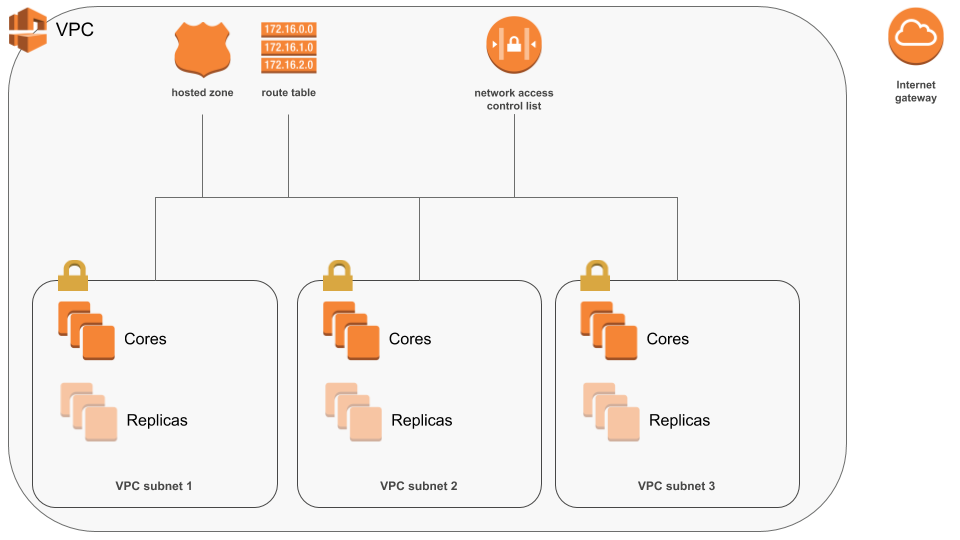 VPC
172.16.0.0
172.16.1.0
172.16.2.0
hosted zone
route table
network access
control list
Internet
gateway
Cores
Replicas
VPC subnet 1
Cores
Replicas
VPC subnet 2
Cores
Replicas
VPC subnet 3